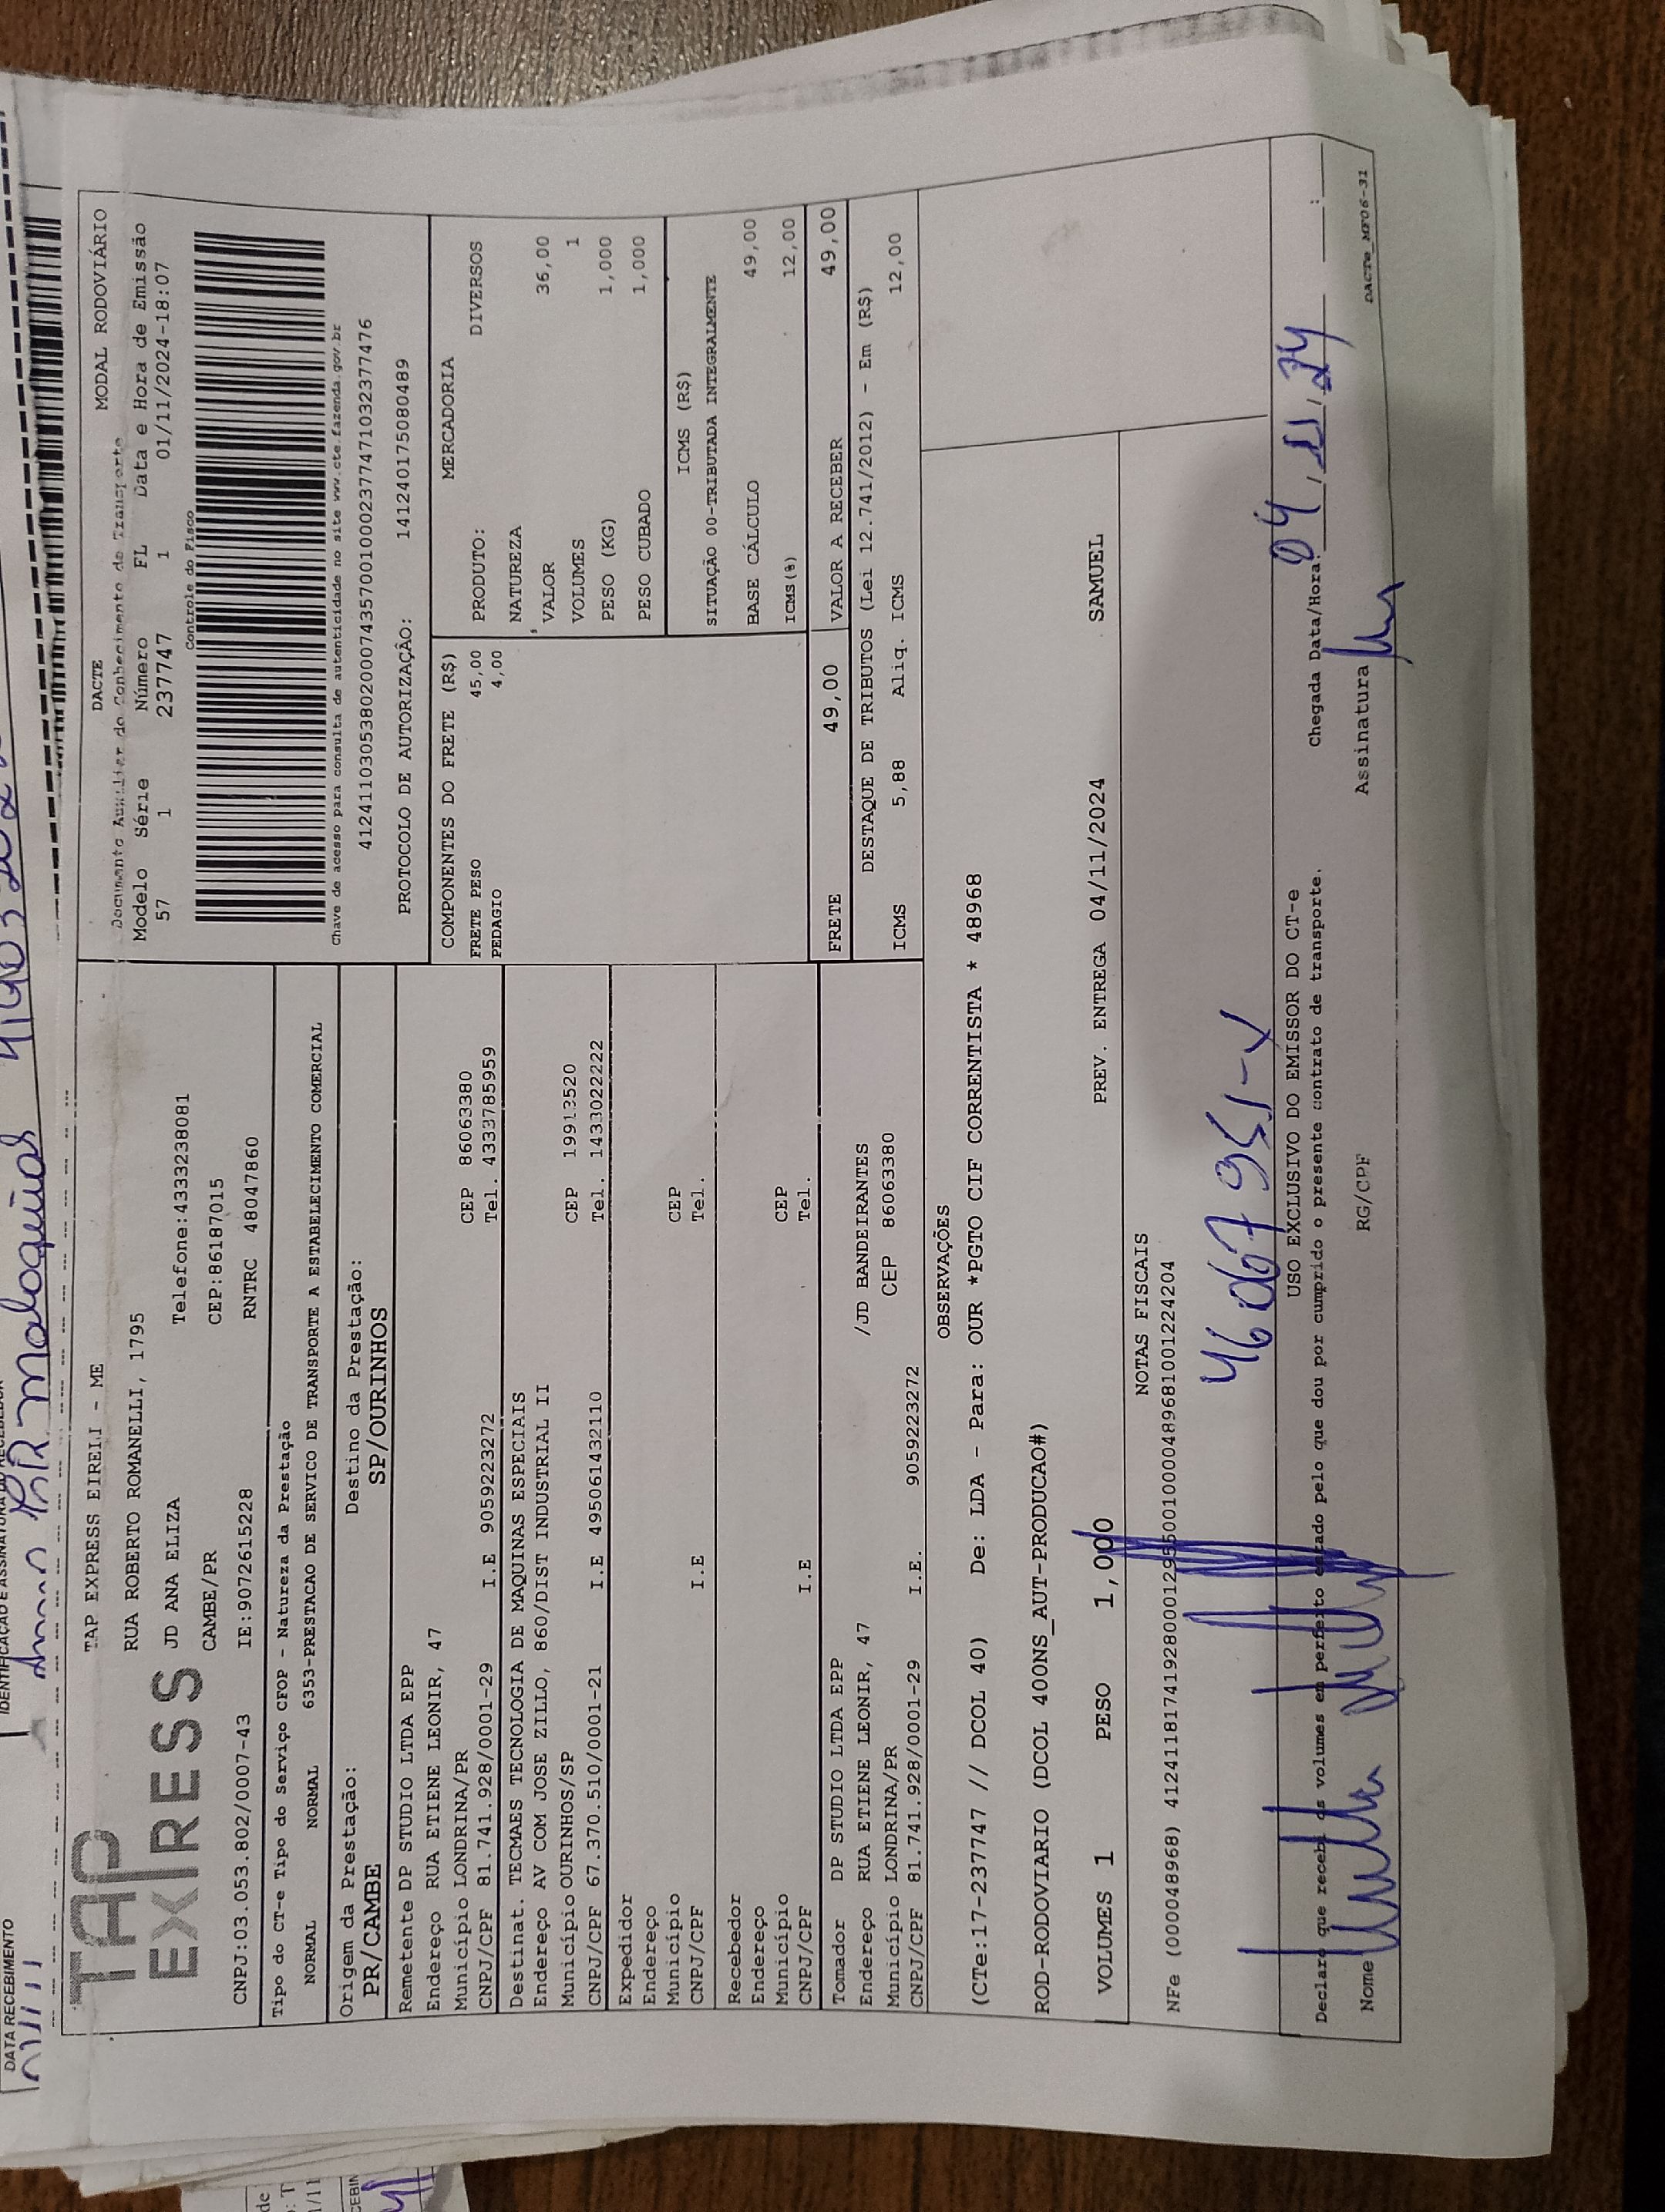 DATA RECEBIMENTO
TAP
EXPRESS
TAP EXPRESS EIRELI - ME
RUA ROBERTO ROMANELLI, 1795
JD ANA ELIZA Telefone:4333238081
CAMBE/PR CEP:86187015
CNPJ:03.053.802/0007-43 IE:9072615228 RNTRC 48047860
DACTE MODAL RODOVIÁRIO
Documento Auxiliar do Conhecimento de Transporte
Modelo Série Número FL Data e Hora de Emissão
57 1 237747 1 01/11/2024-18:07
Controle do Fisco
Chave de acesso para consulta de autenticidade no site www.cte.fazenda.gov.br
41241103053802000743570010002377471032377476
PROTOCOLO DE AUTORIZAÇÃO: 141240175080489
Tipo do CT-e Tipo do Serviço CFOP - Natureza da Prestação
NORMAL NORMAL 6353-PRESTACAO DE SERVICO DE TRANSPORTE A ESTABELECIMENTO COMERCIAL
Origem da Prestação: Destino da Prestação:
PR/CAMBE SP/OURINHOS
Remetente DP STUDIO LTDA EPP
Endereço RUA ETIENE LEONIR, 47
Município LONDRINA/PR CEP 86063380
CNPJ/CPF 81.741.928/0001-29 I.E 9059223272 Tel. 4333785959
Destinat. TECMAES TECNOLOGIA DE MAQUINAS ESPECIAIS
Endereço AV COM JOSE ZILLO, 860/DIST INDUSTRIAL II
Município OURINHOS/SP CEP 19913520
CNPJ/CPF 67.370.510/0001-21 I.E 495061432110 Tel. 1433022222
Expedidor
Endereço
Município CEP
CNPJ/CPF I.E Tel.
Recebedor
Endereço
Município CEP
CNPJ/CPF I.E Tel.
Tomador DP STUDIO LTDA EPP
Endereço RUA ETIENE LEONIR, 47 /JD BANDEIRANTES
Município LONDRINA/PR CEP 86063380
CNPJ/CPF 81.741.928/0001-29 I.E. 9059223272
COMPONENTES DO FRETE (R$)
FRETE PESO 45,00
PEDAGIO 4,00
MERCADORIA
PRODUTO: DIVERSOS
NATUREZA
VALOR 36,00
VOLUMES 1
PESO (KG) 1,000
PESO CUBADO 1,000
ICMS (R$)
SITUAÇÃO 00-TRIBUTADA INTEGRALMENTE
BASE CÁLCULO 49,00
ICMS(%) 12,00
FRETE 49,00 VALOR A RECEBER 49,00
DESTAQUE DE TRIBUTOS (Lei 12.741/2012) - Em (R$)
ICMS 5,88 Aliq. ICMS 12,00
OBSERVAÇÕES
(CTe:17-237747 // DCOL 40) De: LDA - Para: OUR *PGTO CIF CORRENTISTA * 48968
ROD-RODOVIARIO (DCOL 400NS_AUT-PRODUCAO#)
VOLUMES 1 PESO 1,000 PREV. ENTREGA 04/11/2024 SAMUEL
NOTAS FISCAIS
NFe (000048968) 41241181741928000129550010000489681001224204
46.067 951-X
USO EXCLUSIVO DO EMISSOR DO CT-e
Declaro que recebi os volumes em perfeito estado pelo que dou por cumprido o presente contrato de transporte.
Chegada Data/Hora: 04/11/24 :
Nome RG/CPF Assinatura
DACTe_MF06-31